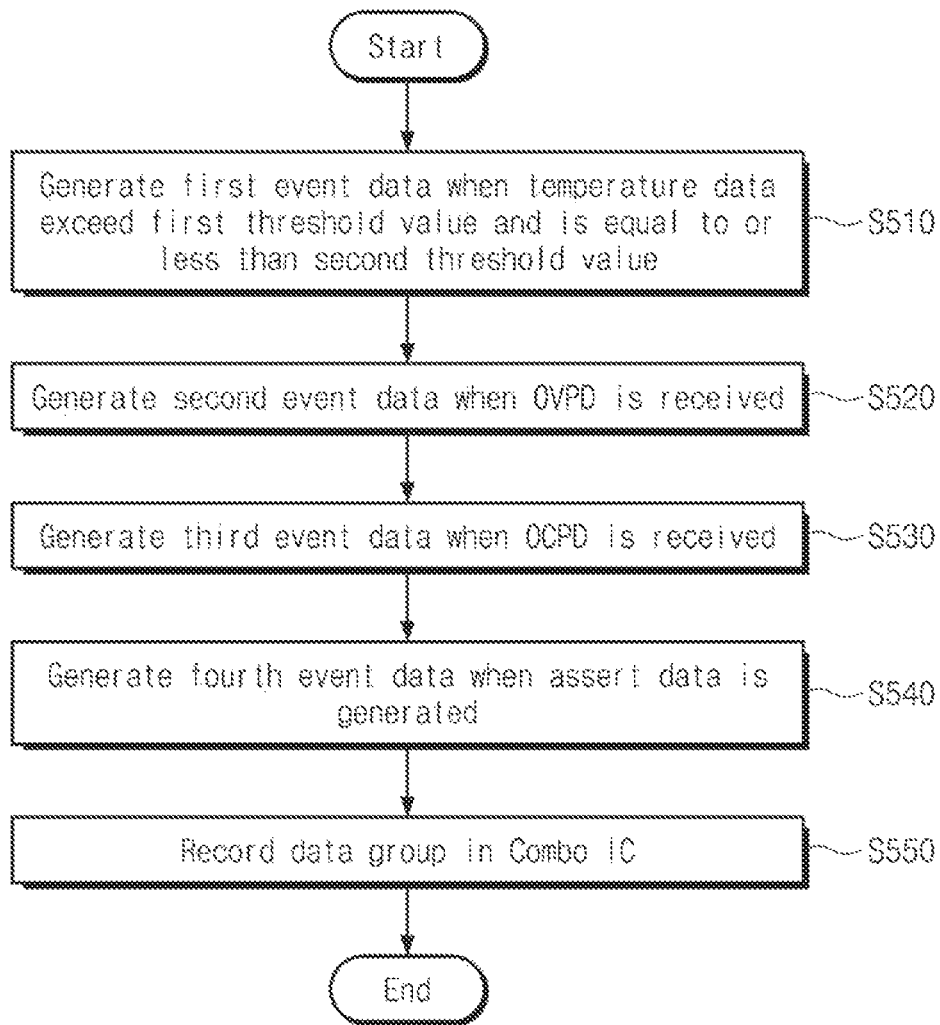 Start
Generate first event data when temperature data
exceed first threshold value and is equal to or
less than second threshold value
S510
Generate second event data when OVPD is received
S520
Generate third event data when OCPD is received
S530
Generate fourth event data when assert data is
generated
S540
Record data group in Combo IC
S550
End